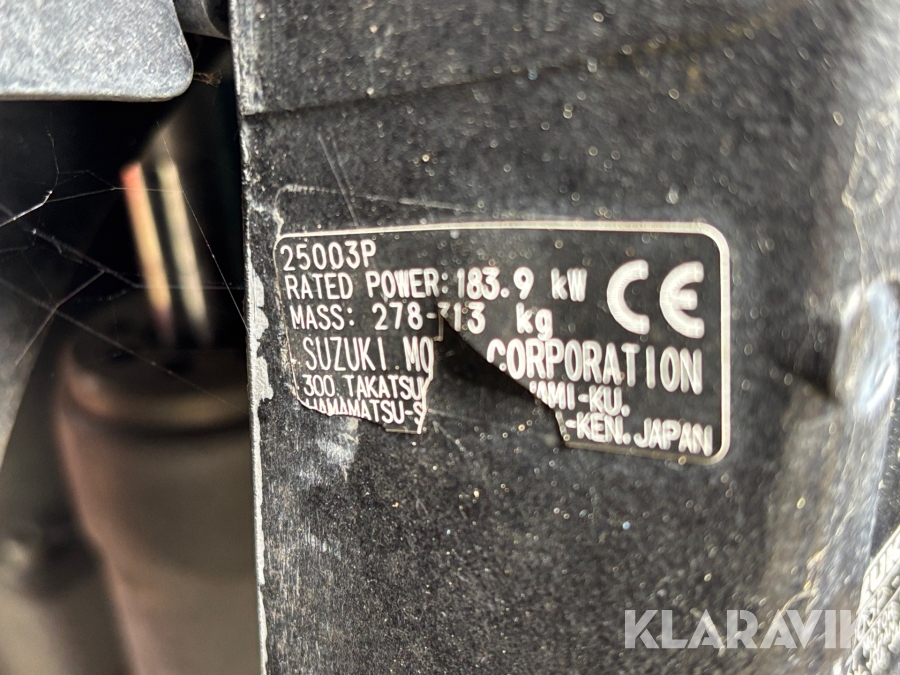 25003P
RATED POWER: 183.9 kW
CE
MASS: 278-313 kg
SUZUKI MO CORPORATION
300 TAKATSU AMI-KU.
HAMAMATSU-S -KEN. JAPAN
KLARAVIK